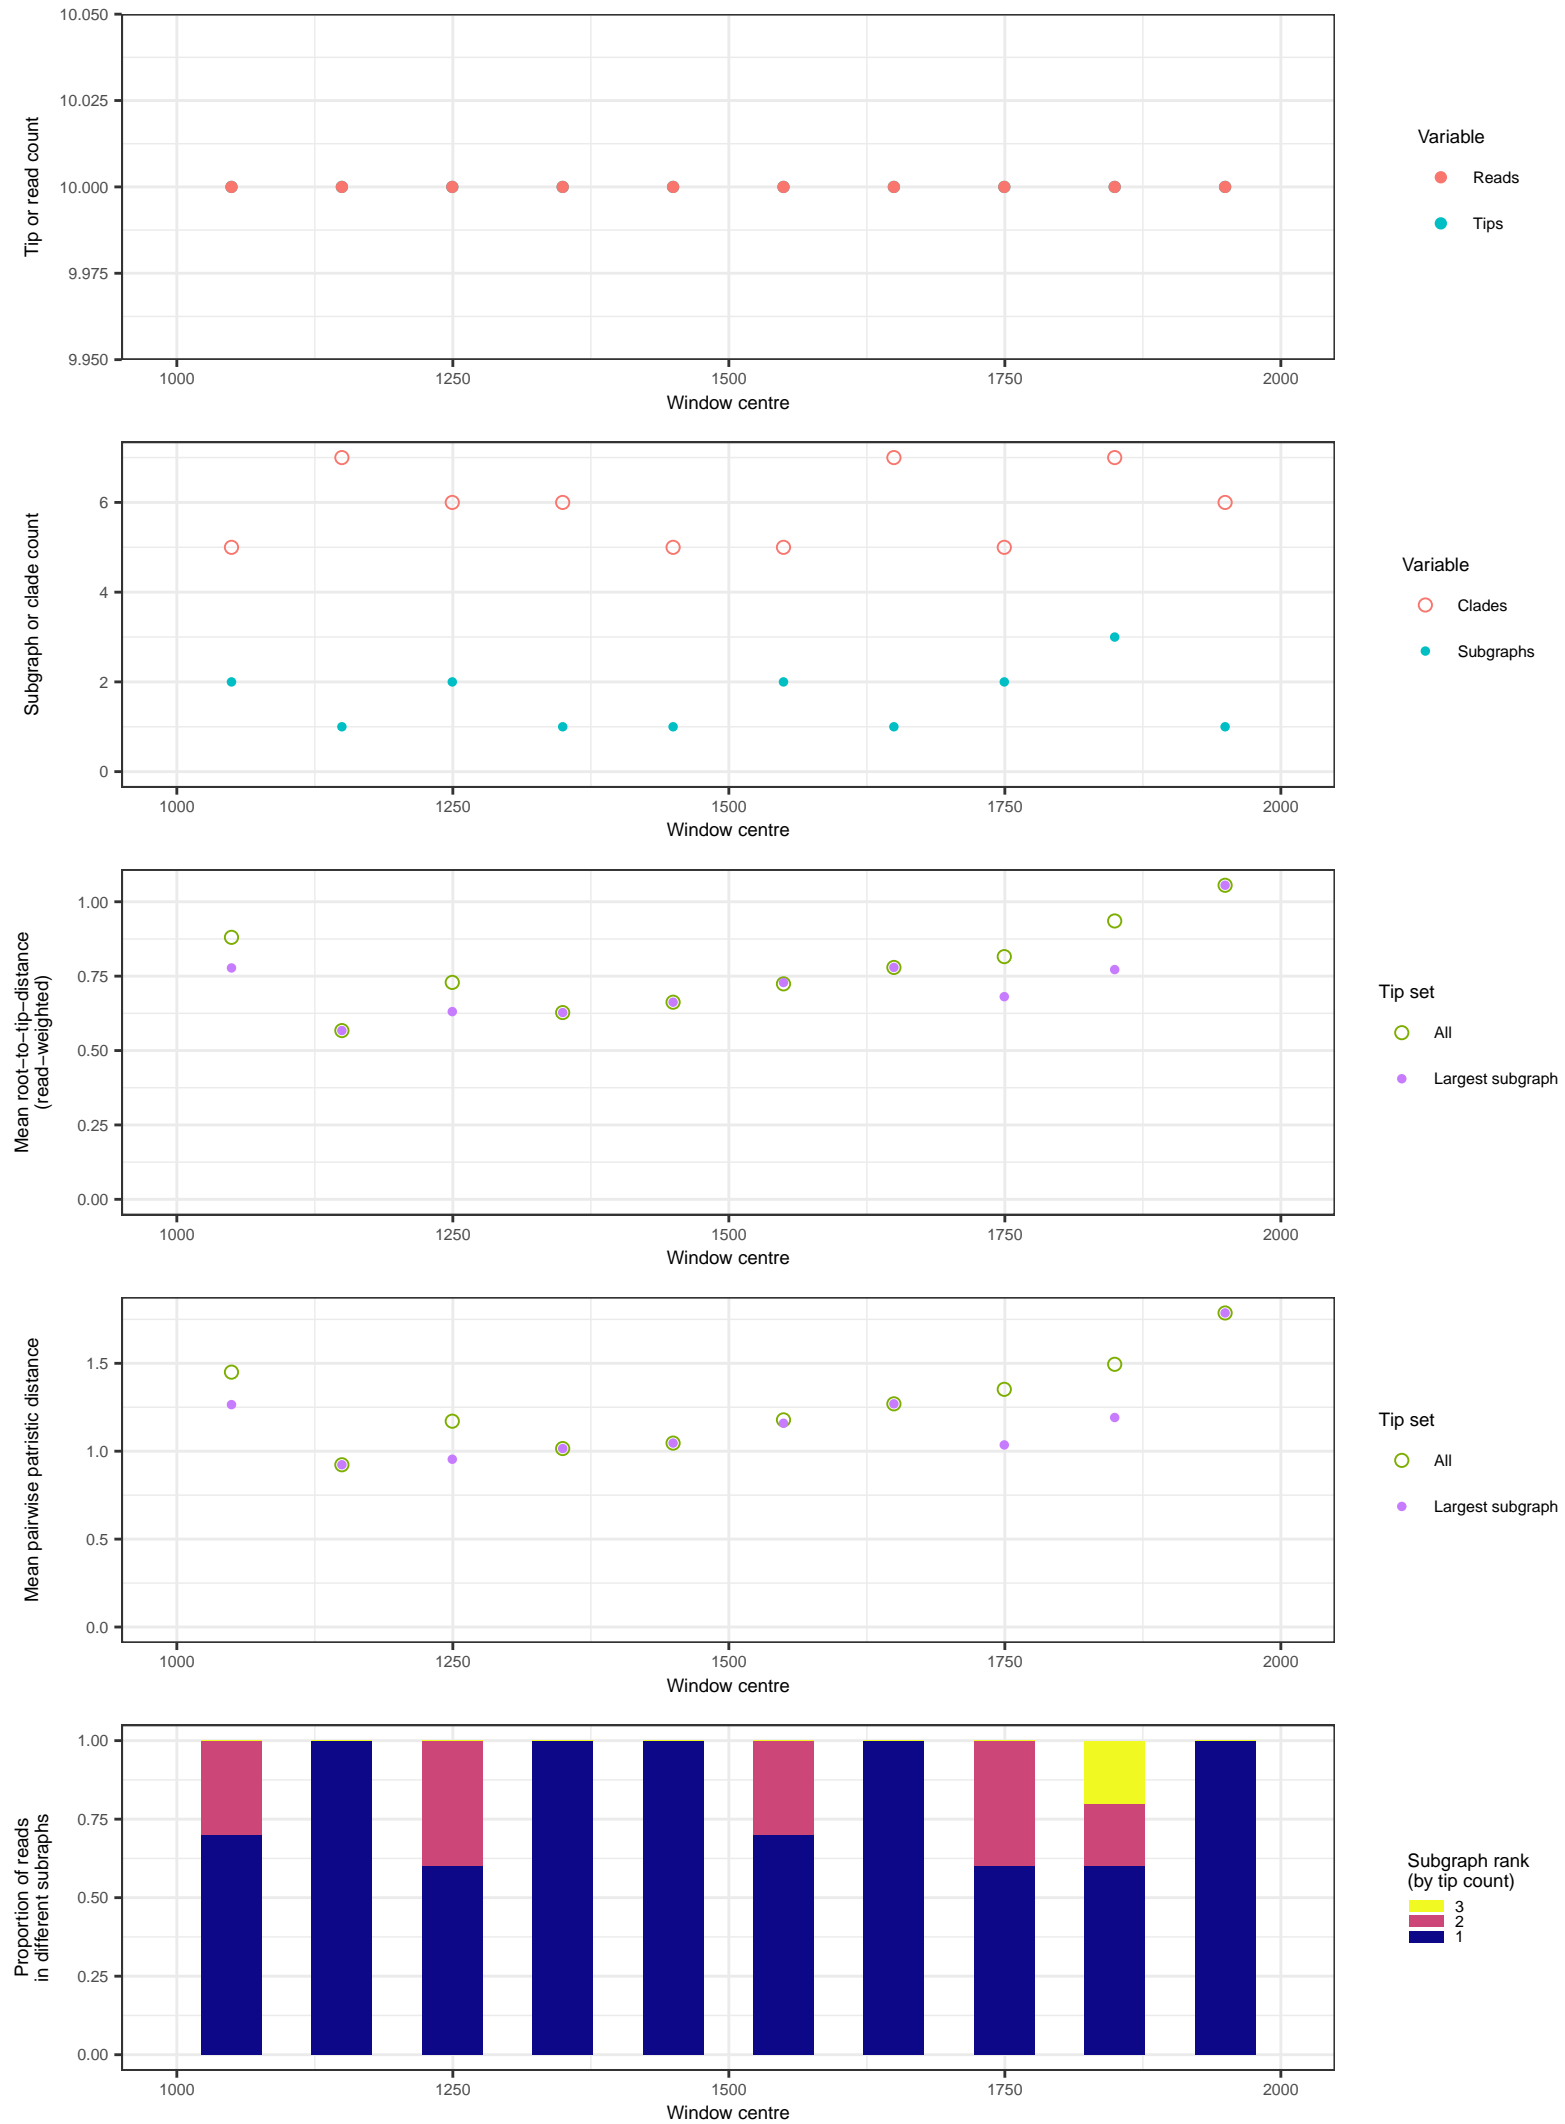 10.050
10.025
10.000
9.975
9.950
Tip or read count
1000 1250 1500 1750 2000
Window centre
Variable
Reads
Tips
6
4
2
0
Subgraph or clade count
1000 1250 1500 1750 2000
Window centre
Variable
Clades
Subgraphs
1.00
0.75
0.50
0.25
0.00
Mean root−to−tip−distance
(read−weighted)
1000 1250 1500 1750 2000
Window centre
Tip set
All
Largest subgraph
1.5
1.0
0.5
0.0
Mean pairwise patristic distance
1000 1250 1500 1750 2000
Window centre
Tip set
All
Largest subgraph
1.00
0.75
0.50
0.25
0.00
Proportion of reads
in different subraphs
1000 1250 1500 1750 2000
Window centre
Subgraph rank
(by tip count)
3
2
1